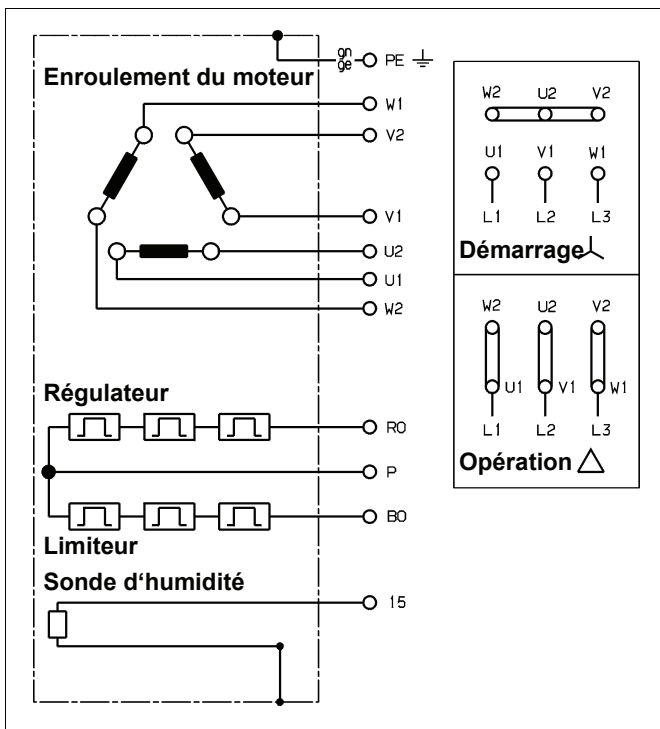 gn
ge
PE
Enroulement du moteur
W1
V2
V1
U2
U1
W2
Régulateur
R0
P
B0
Limiteur
Sonde d‘humidité
15
W2 U2 V2
U1 V1 W1
L1 L2 L3
Démarrage
W2 U2 V2
U1 V1 W1
L1 L2 L3
Opération